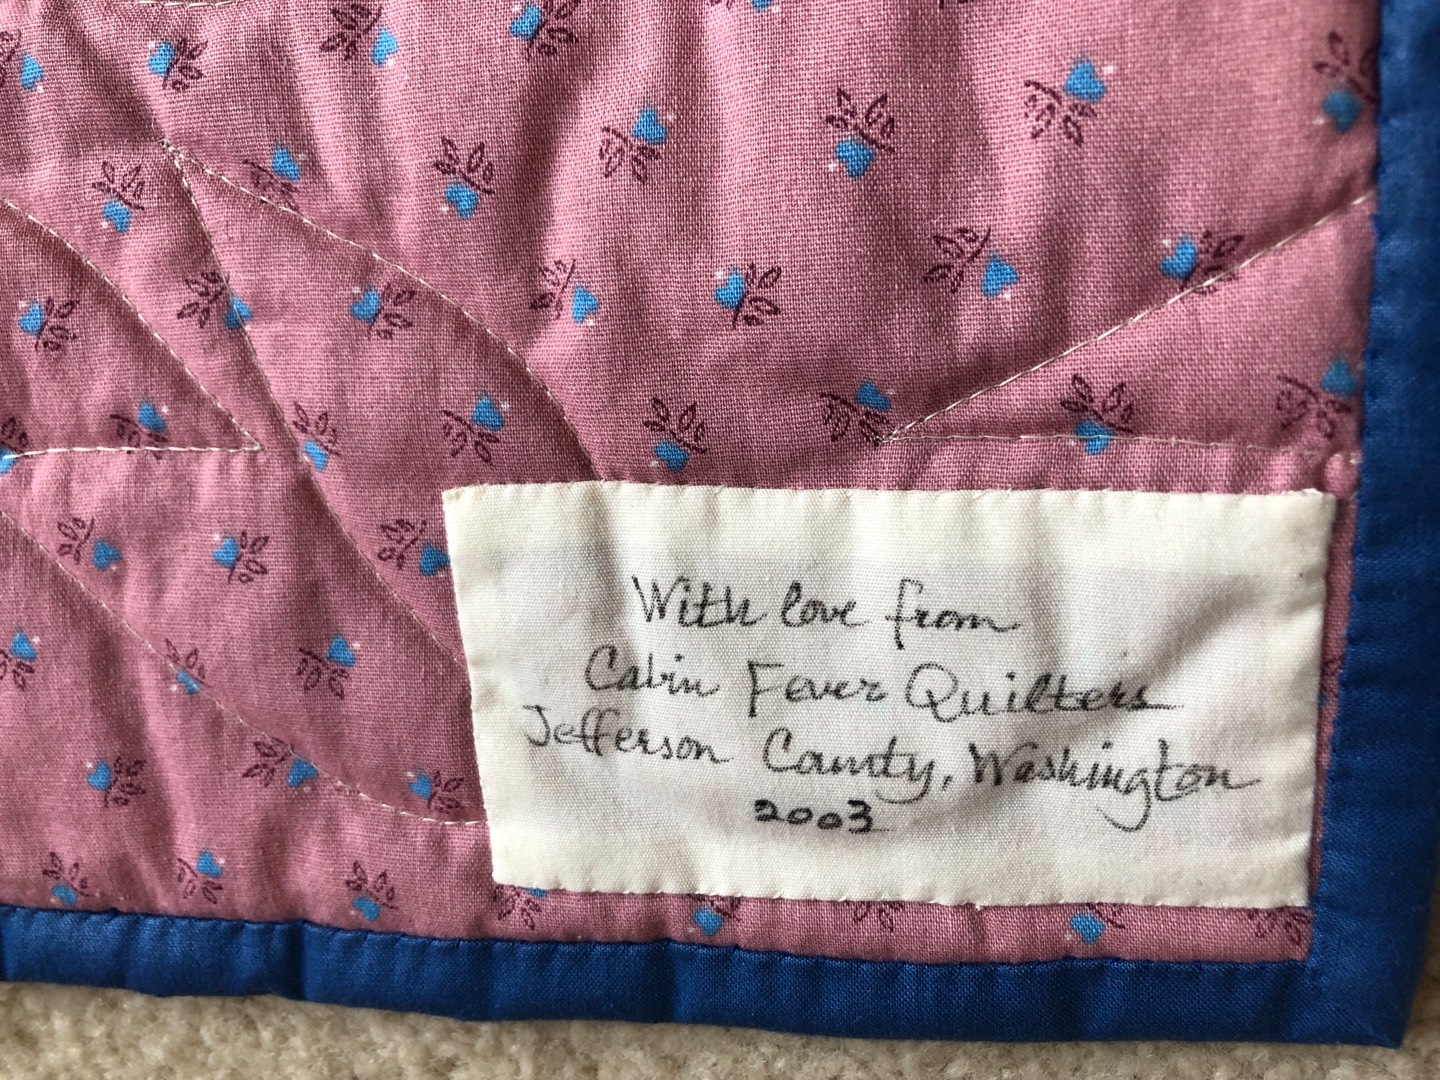 With love from
Cabin Fever Quilters
Jefferson County, Washington
2003